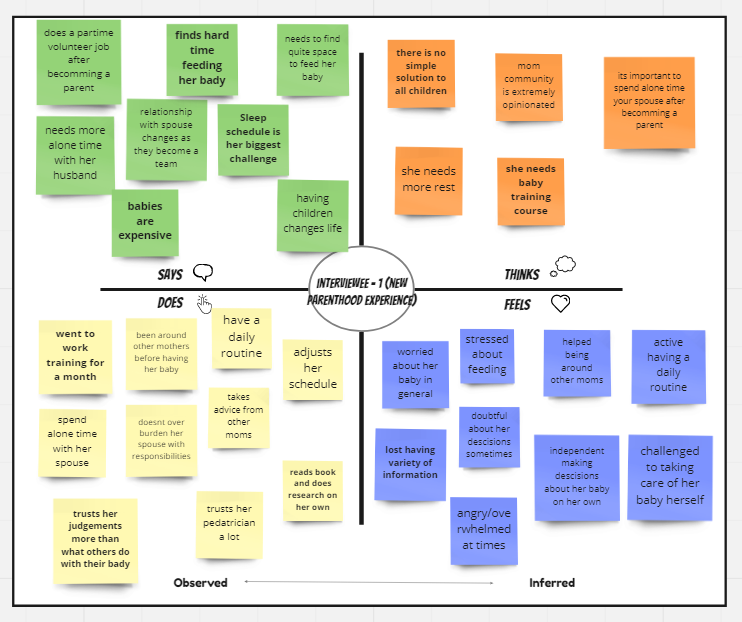 does a partime
volunteer job
after
becomming a
parent
finds hard
time
feeding
her bady
needs to find
quite space
to feed her
baby
needs more
alone time
with her
husband
relationship
with spouse
changes as
they become a
team
Sleep
schedule is
her biggest
challenge
babies
are
expensive
having
children
changes life
there is no
simple
solution to
all children
mom
community
is extremely
opinionated
its important to
spend alone time
your spouse after
becomming a
parent
she needs
more rest
she needs
baby
training
course
SAYS
THINKS
INTERVIEWEE - 1 (NEW
PARENTHOOD EXPERIENCE)
DOES
FEELS
went to
work
training for
a month
been around
other mothers
before having
her baby
have a
daily
routine
adjusts
her
schedule
spend
alone time
with her
spouse
doesnt over
burden her
spouse with
responsibilities
takes
advice from
other
moms
reads book
and does
research on
her own
trusts her
judgements
more than
what others do
with their bady
trusts her
pedatrician
a lot
worried
about her
baby in
general
stressed
about
feeding
helped
being
around
other moms
active
having a
daily
routine
lost having
variety of
information
doubtful
about her
descisions
sometimes
independent
making
desicions
about her baby
on her own
challenged
to taking
care of her
baby herself
angry/ove
rwhelmed
at times
Observed
Inferred